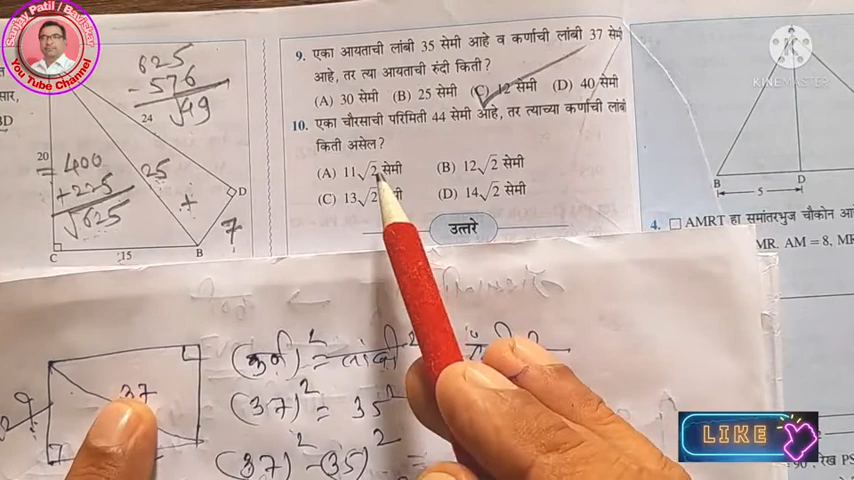 Sanjay Patil / Baviskar
You Tube Channel
सार,
BD
625
- 576
24
√49
20
= 400
+ 225
√625
25
+
7
D
C
15
B
9. एका आयताची लांबी 35 सेमी आहे व कर्णाची लांबी 37 सेमी
आहे, तर त्या आयताची रुंदी किती ?
(A) 30 सेमी (B) 25 सेमी (C) 12 सेमी (D) 40 सेमी
10. एका चौरसाची परिमिती 44 सेमी आहे, तर त्याच्या कर्णाची लांबी
किती असेल?
(A) 11√2 सेमी (B) 12√2 सेमी
(C) 13√2 (D) 14√2 सेमी
उत्तरे
KINEMASTER
B
5
D
4. □ AMRT हा समांतरभुज चौकोन
MR. AM = 8, MR
रेख PS
37
(कर्ण)² = लांबी²
(37)² = 35²
(37)² - (35)² =
LIKE